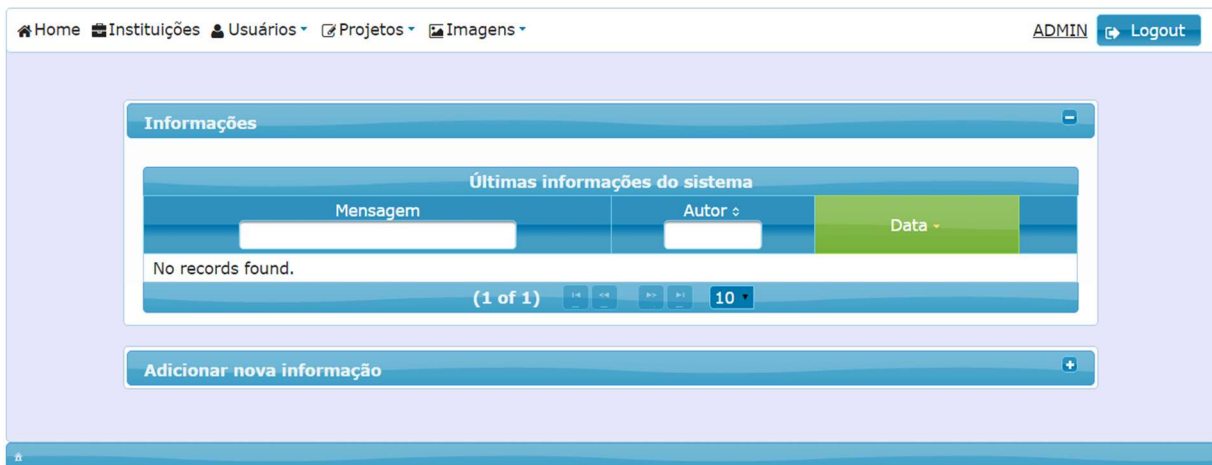 Home Instituições Usuários Projetos Imagens ADMIN Logout
Informações
Últimas informações do sistema
Mensagem Autor Data
No records found.
(1 of 1) 10
Adicionar nova informação